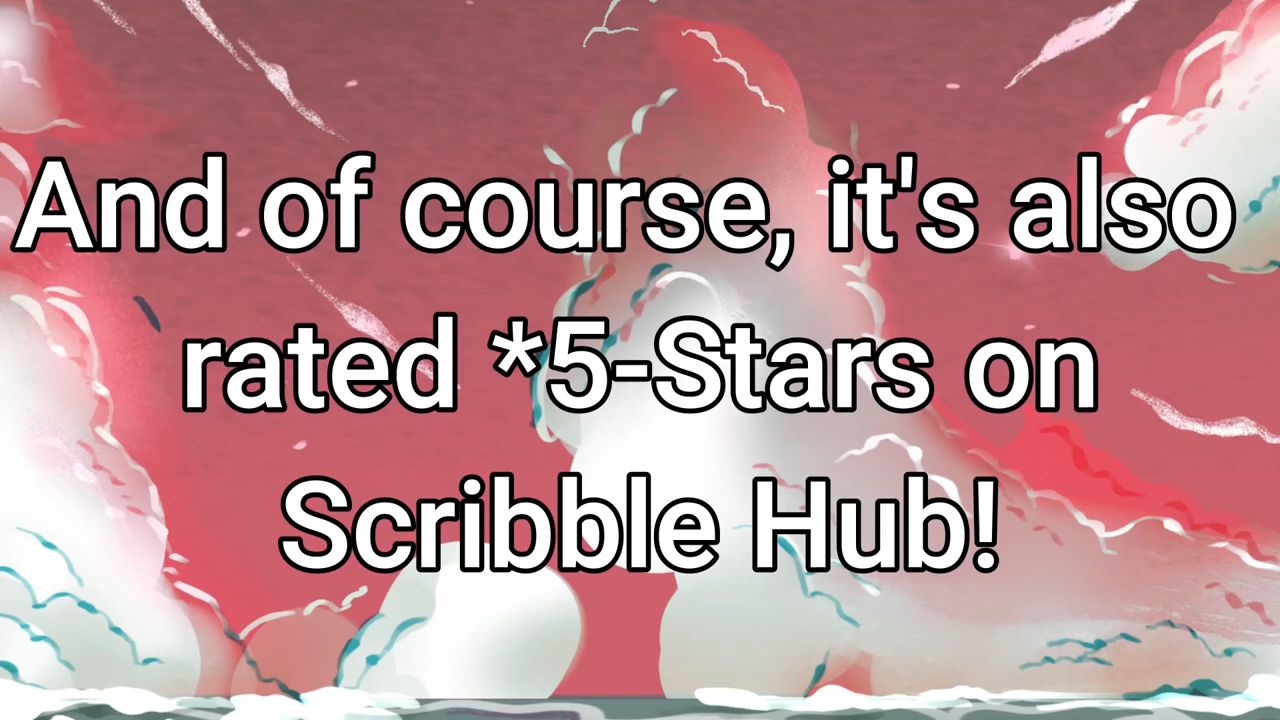 And of course, it's also
rated *5-Stars on
Scribble Hub!